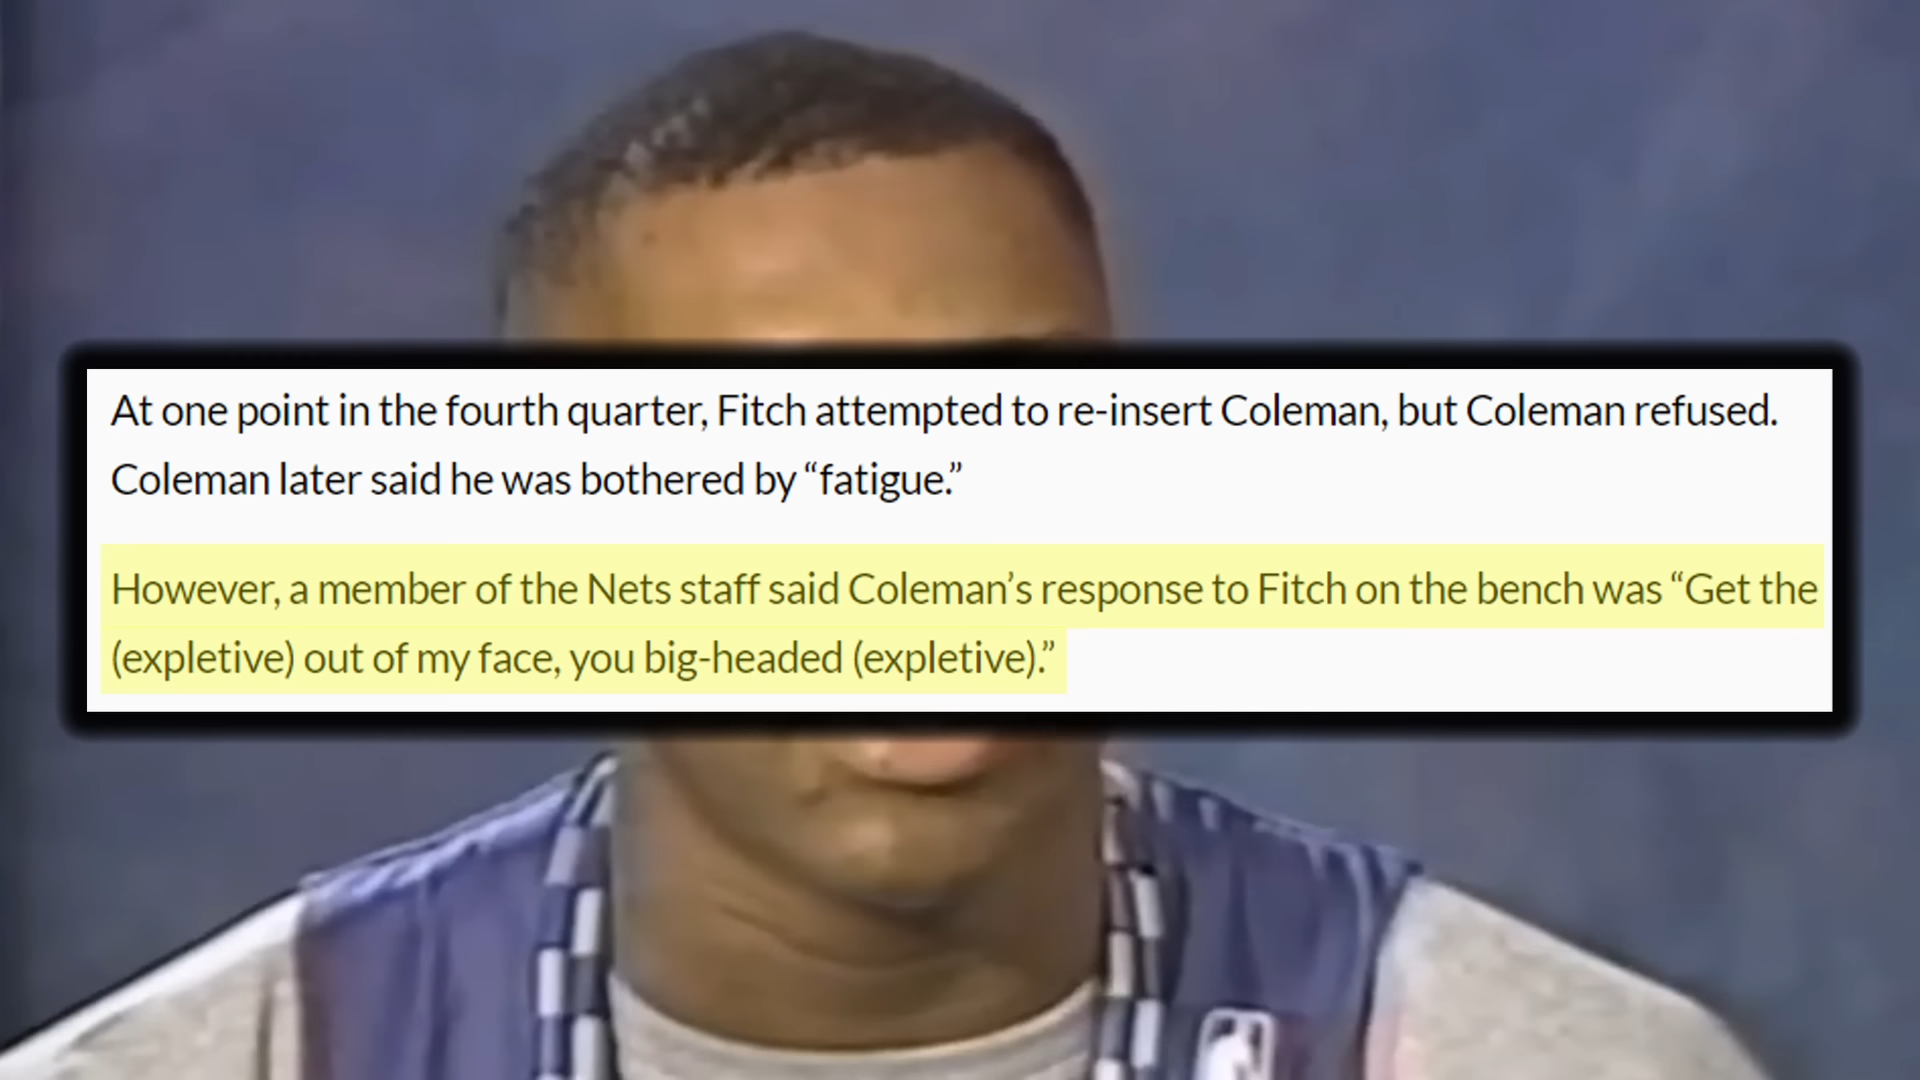 At one point in the fourth quarter, Fitch attempted to re-insert Coleman, but Coleman refused.
Coleman later said he was bothered by “fatigue.”
However, a member of the Nets staff said Coleman’s response to Fitch on the bench was “Get the
(expletive) out of my face, you big-headed (expletive).”